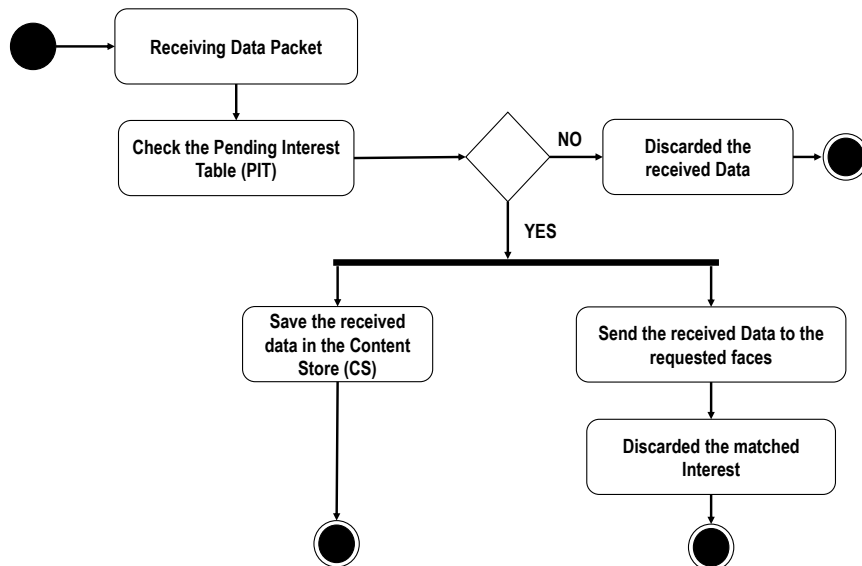 Receiving Data Packet
Check the Pending Interest
Table (PIT)
NO
Discarded the
received Data
YES
Save the received
data in the Content
Store (CS)
Send the received Data to the
requested faces
Discarded the matched
Interest